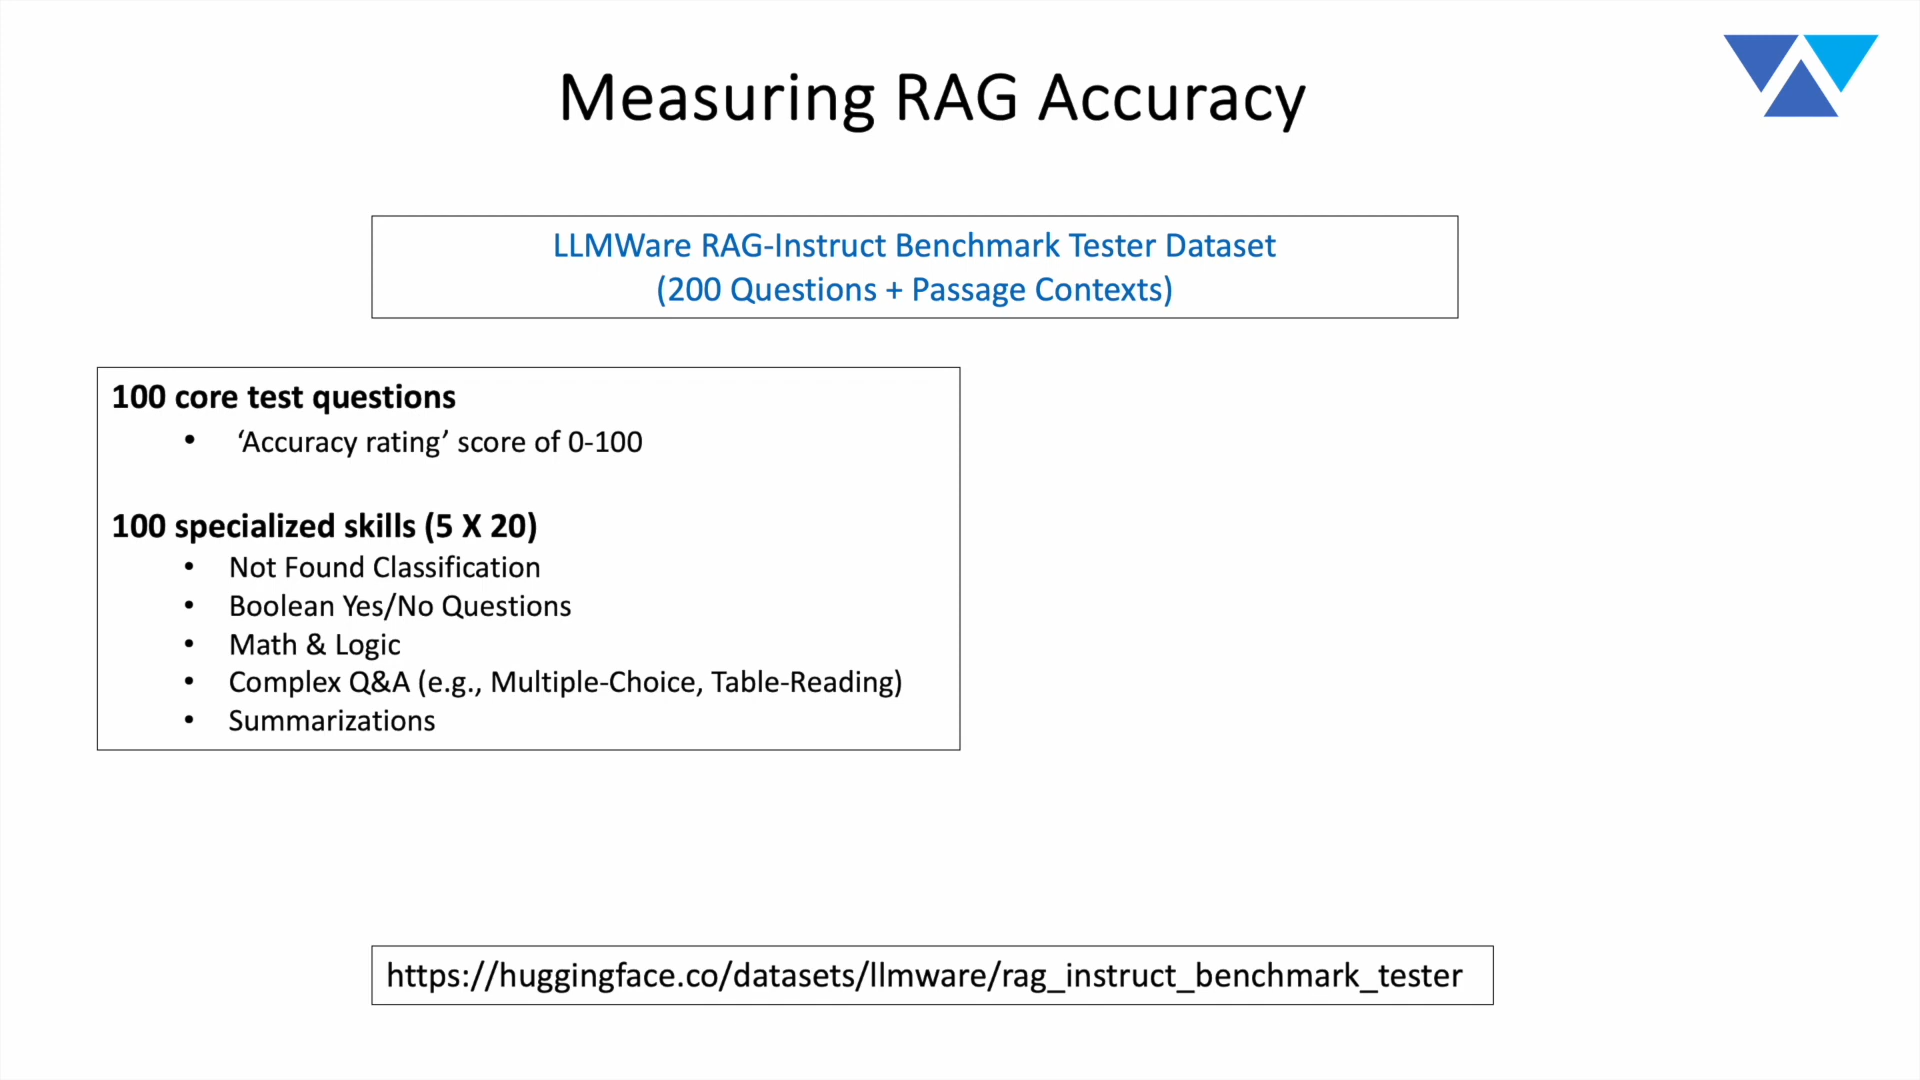 Measuring RAG Accuracy
LLMWare RAG-Instruct Benchmark Tester Dataset
(200 Questions + Passage Contexts)
100 core test questions
• ‘Accuracy rating’ score of 0-100
100 specialized skills (5 X 20)
• Not Found Classification
• Boolean Yes/No Questions
• Math & Logic
• Complex Q&A (e.g., Multiple-Choice, Table-Reading)
• Summarizations
https://huggingface.co/datasets/llmware/rag_instruct_benchmark_tester